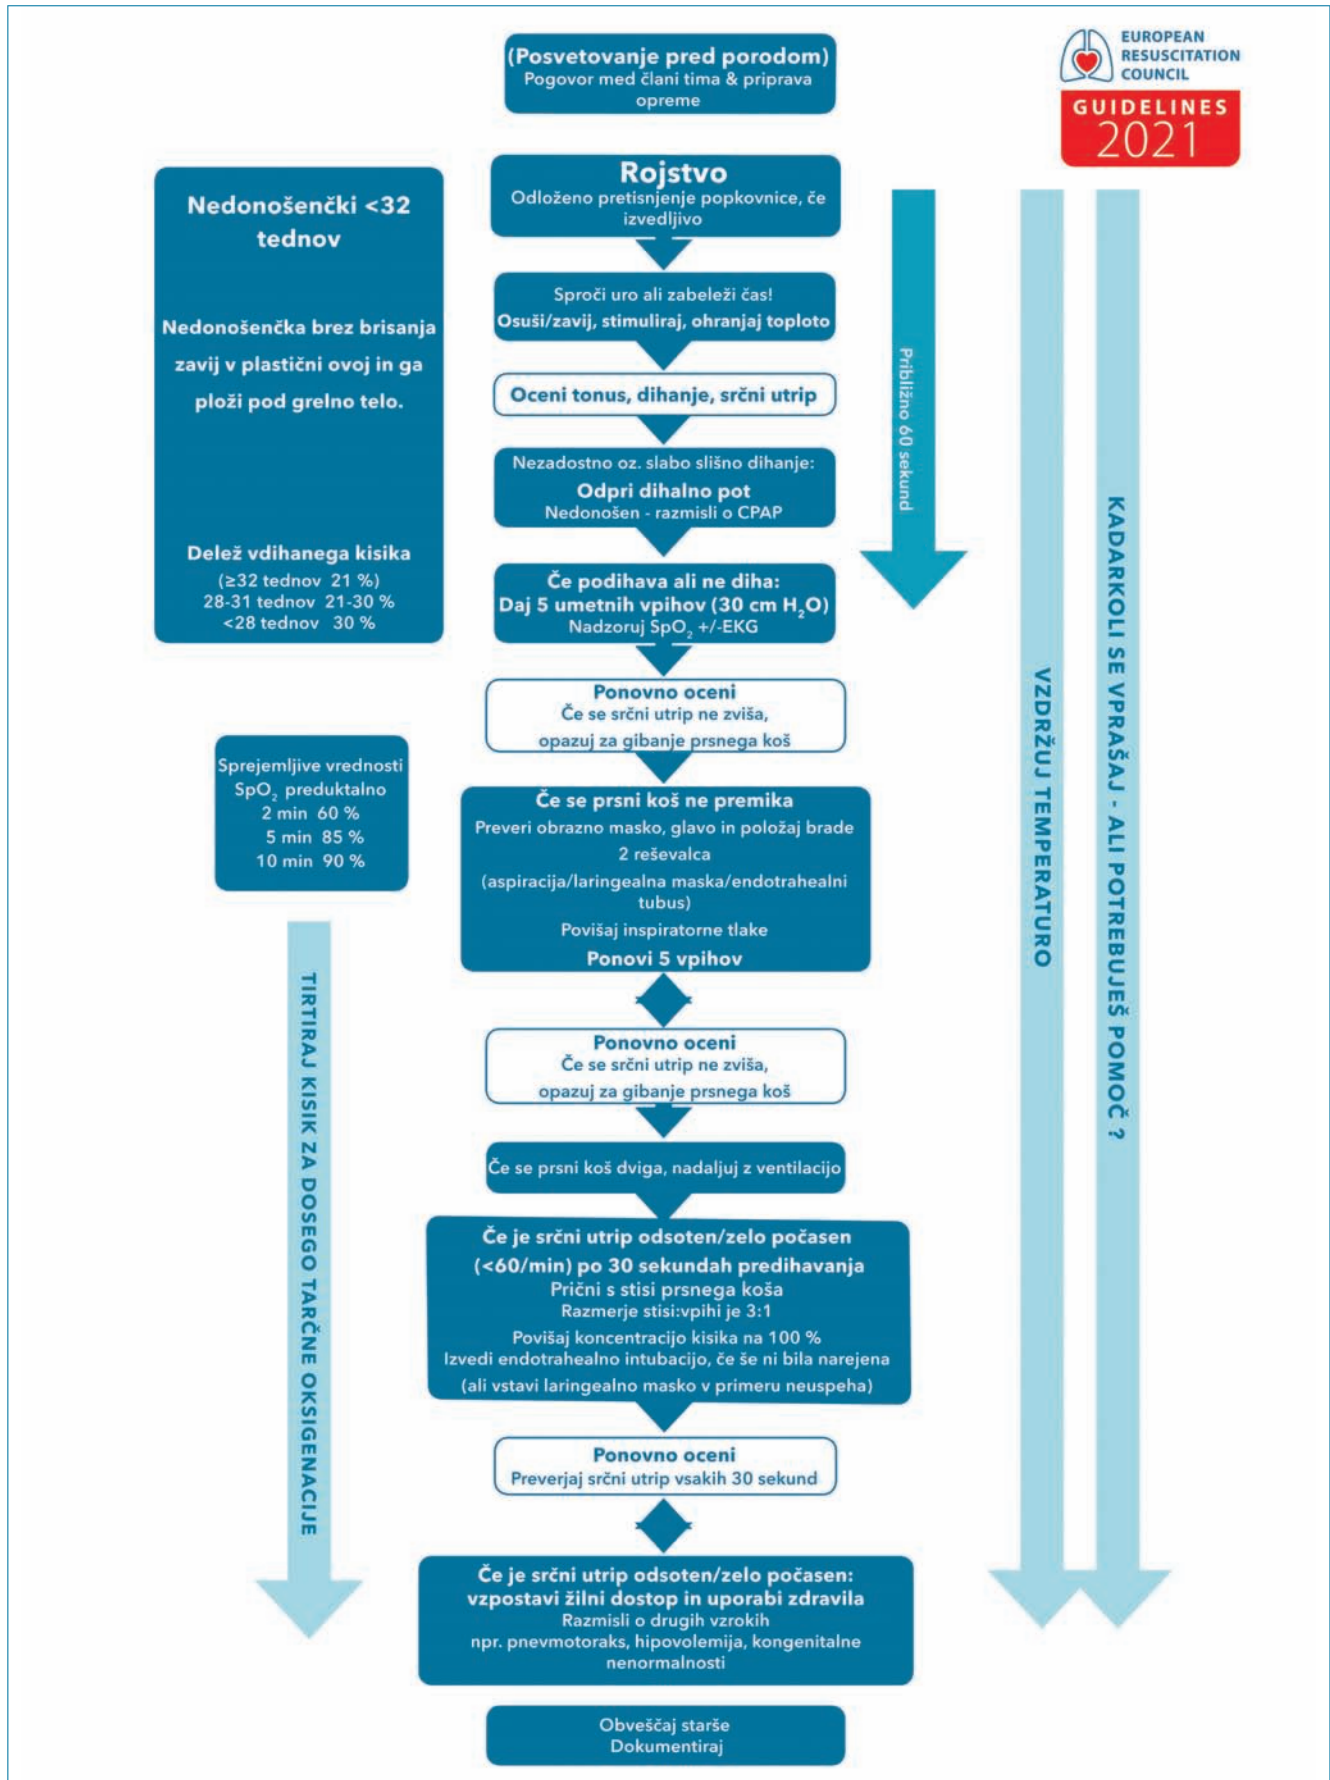 (Posvetovanje pred porodom)
Pogovor med člani tima & priprava
opreme
EUROPEAN
RESUSCITATION
COUNCIL
GUIDELINES
2021
Rojstvo
Odloženo pretisnjenje popkovnice, če
izvedljivo
Nedonošenčki <32
tednov
Nedonošenčka brez brisanja
zavij v plastični ovoj in ga
ploži pod grelno telo.
Delež vdihanega kisika
(≥32 tednov 21 %)
28-31 tednov 21-30 %
<28 tednov 30 %
Sproči uro ali zabeleži čas!
Osuši/zavij, stimuliraj, ohranjaj toploto
Oceni tonus, dihanje, srčni utrip
Nezadostno oz. slabo slišno dihanje:
Odpri dihalno pot
Nedonošen - razmisli o CPAP
Če podihava ali ne diha:
Daj 5 umetnih vpihov (30 cm H₂O)
Nadzoruj SpO₂ +/-EKG
Približno 60 sekund
Ponovno oceni
Če se srčni utrip ne zviša,
opazuj za gibanje prsnega koš
Sprejemljive vrednosti
SpO₂ preduktalno
2 min 60 %
5 min 85 %
10 min 90 %
Če se prsni koš ne premika
Preveri obrazno masko, glavo in položaj brade
2 reševalca
(aspiracija/laringealna maska/endotrahealni
tubus)
Povišaj inspiratorne tlake
Ponovi 5 vpihov
Ponovno oceni
Če se srčni utrip ne zviša,
opazuj za gibanje prsnega koš
Če se prsni koš dviga, nadaljuj z ventilacijo
Če je srčni utrip odsoten/zelo počasen
(<60/min) po 30 sekundah predihavanja
Prični s stisi prsnega koša
Razmerje stisi:vpihi je 3:1
Povišaj koncentracijo kisika na 100 %
Izvedi endotrahealno intubacijo, če še ni bila narejena
(ali vstavi laringealno masko v primeru neuspeha)
Ponovno oceni
Preverjaj srčni utrip vsakih 30 sekund
Če je srčni utrip odsoten/zelo počasen:
vzpostavi žilni dostop in uporabi zdravila
Razmisli o drugih vzrokih
npr. pnevmotoraks, hipovolemija, kongenitalne
nenormalnosti
Obveščaj starše
Dokumentiraj
TIRTIRAJ KISIK ZA DOSEGO TARČNE OKSIGENACIJE
VZDRŽUJ TEMPERATURO
KADARKOLI SE VPRAŠAJ - ALI POTREBUJEŠ POMOČ ?